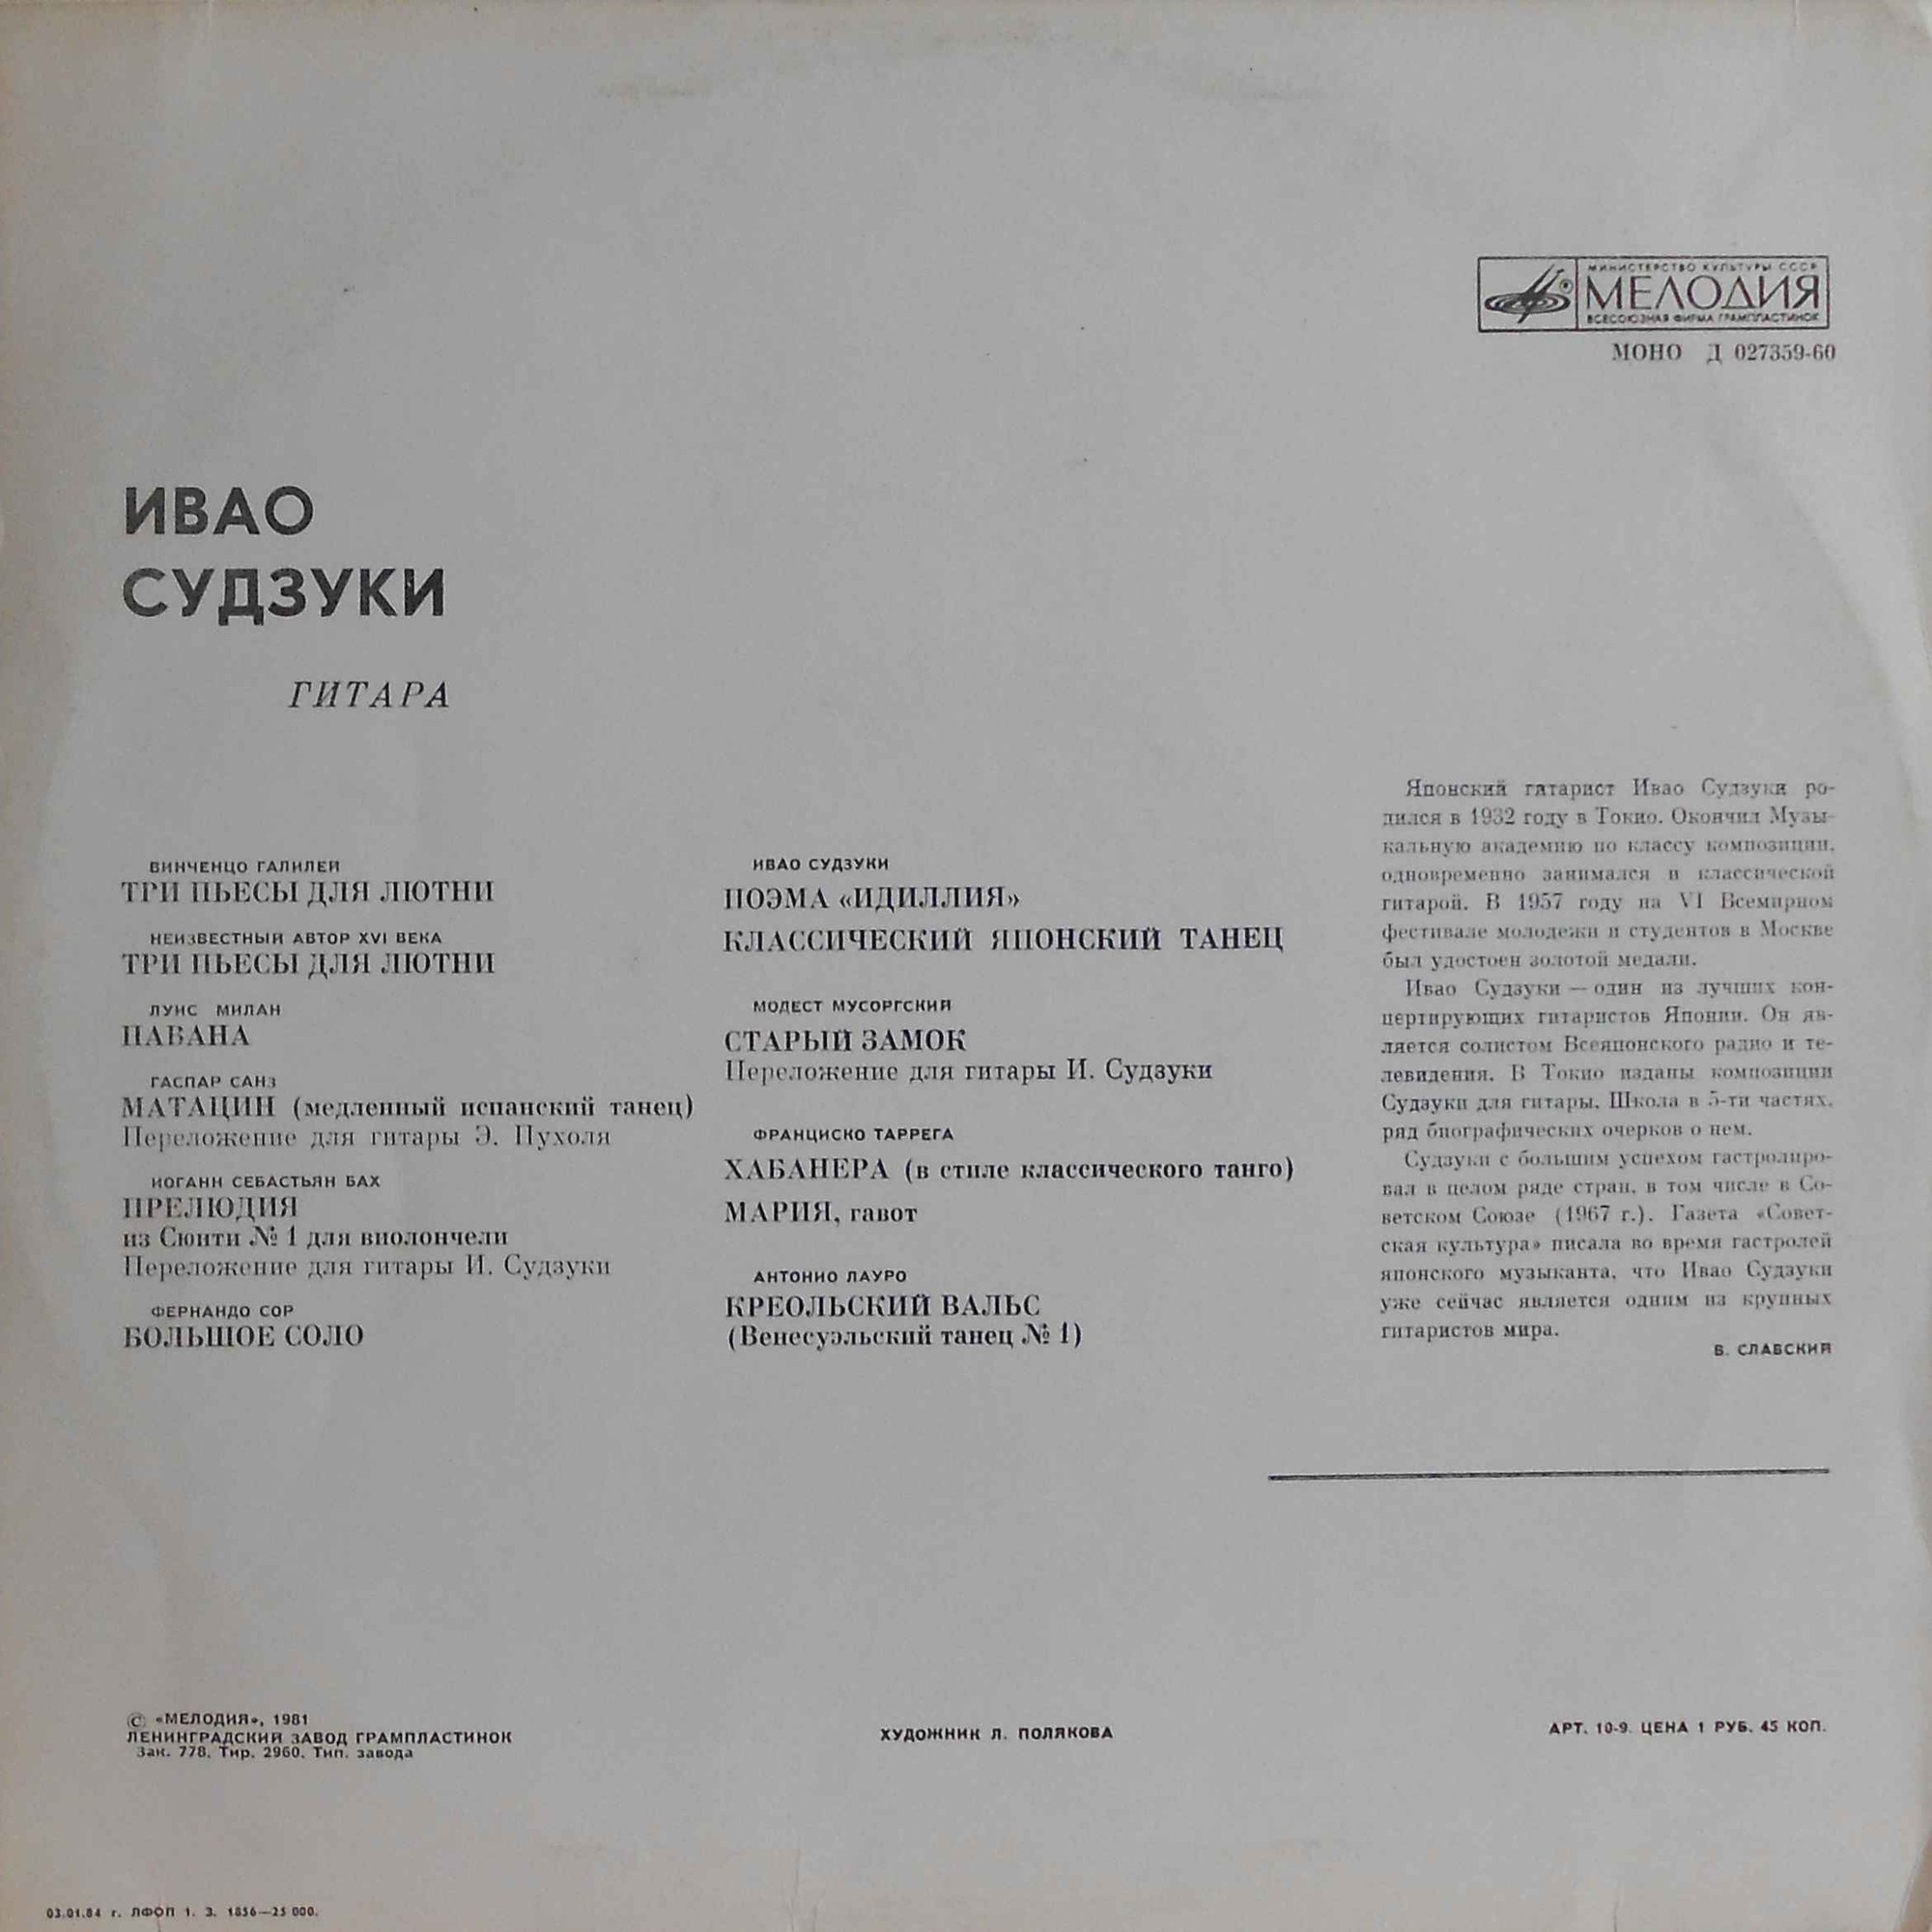 МИНИСТЕРСТВО КУЛЬТУРЫ СССР
МЕЛОДИЯ
ВСЕСОЮЗНАЯ ФИРМА ГРАМПЛАСТИНОК
МОНО Д 027359-60
ИВАО
СУДЗУКИ
ГИТАРА
ВИНЧЕНЦО ГАЛИЛЕЙ
ТРИ ПЬЕСЫ ДЛЯ ЛЮТНИ
НЕИЗВЕСТНЫЙ АВТОР XVI ВЕКА
ТРИ ПЬЕСЫ ДЛЯ ЛЮТНИ
ЛУИС МИЛАН
ПАВАНА
ГАСПАР САНЗ
МАТАЦИН (медленный испанский танец)
Переложение для гитары Э. Пухоля
ИОГАНН СЕБАСТЬЯН БАХ
ПРЕЛЮДИЯ
из Сюиты № 1 для виолончели
Переложение для гитары И. Судзуки
ФЕРНАНДО СОР
БОЛЬШОЕ СОЛО
ИВАО СУДЗУКИ
ПОЭМА «ИДИЛЛИЯ»
КЛАССИЧЕСКИЙ ЯПОНСКИЙ ТАНЕЦ
МОДЕСТ МУСОРГСКИЙ
СТАРЫЙ ЗАМОК
Переложение для гитары И. Судзуки
ФРАНЦИСКО ТАРРЕГА
ХАБАНЕРА (в стиле классического танго)
МАРИЯ, гавот
АНТОНИО ЛАУРО
КРЕОЛЬСКИЙ ВАЛЬС
(Венесуэльский танец № 1)
Японский гитарист Ивао Судзуки ро-
дился в 1932 году в Токио. Окончил Музы-
кальную академию по классу композиции,
одновременно занимался и классической
гитарой. В 1957 году на VI Всемирном
фестивале молодежи и студентов в Москве
был удостоен золотой медали.
Ивао Судзуки — один из лучших кон-
цертирующих гитаристов Японии. Он яв-
ляется солистом Всеяпонского радио и те-
левидения. В Токио изданы композиции
Судзуки для гитары, Школа в 5-ти частях,
ряд биографических очерков о нем.
Судзуки с большим успехом гастролиро-
вал в целом ряде стран, в том числе в Со-
ветском Союзе (1967 г.). Газета «Совет-
ская культура» писала во время гастролей
японского музыканта, что Ивао Судзуки
уже сейчас является одним из крупных
гитаристов мира.
В. СЛАВСКИЙ
© «МЕЛОДИЯ», 1981
ЛЕНИНГРАДСКИЙ ЗАВОД ГРАМПЛАСТИНОК
Зак. 778. Тир. 2960. Тип. завода
ХУДОЖНИК Л. ПОЛЯКОВА
АРТ. 10-9. ЦЕНА 1 РУБ. 45 КОП.
03.01.84 г. ЛФОП 1. З. 1856—25 000.